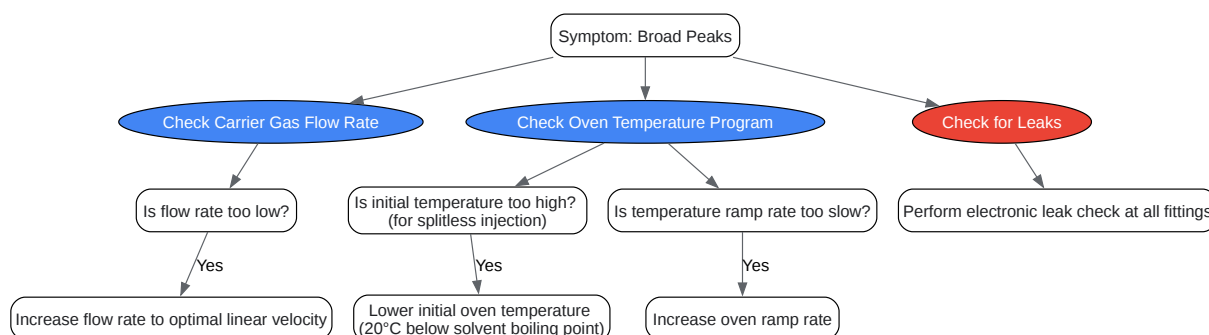 Symptom: Broad Peaks
Check Carrier Gas Flow Rate
Check Oven Temperature Program
Check for Leaks
Is flow rate too low?
Is initial temperature too high?
(for splitless injection)
Is temperature ramp rate too slow?
Perform electronic leak check at all fittings
Yes
Yes
Yes
Increase flow rate to optimal linear velocity
Lower initial oven temperature
(20°C below solvent boiling point)
Increase oven ramp rate